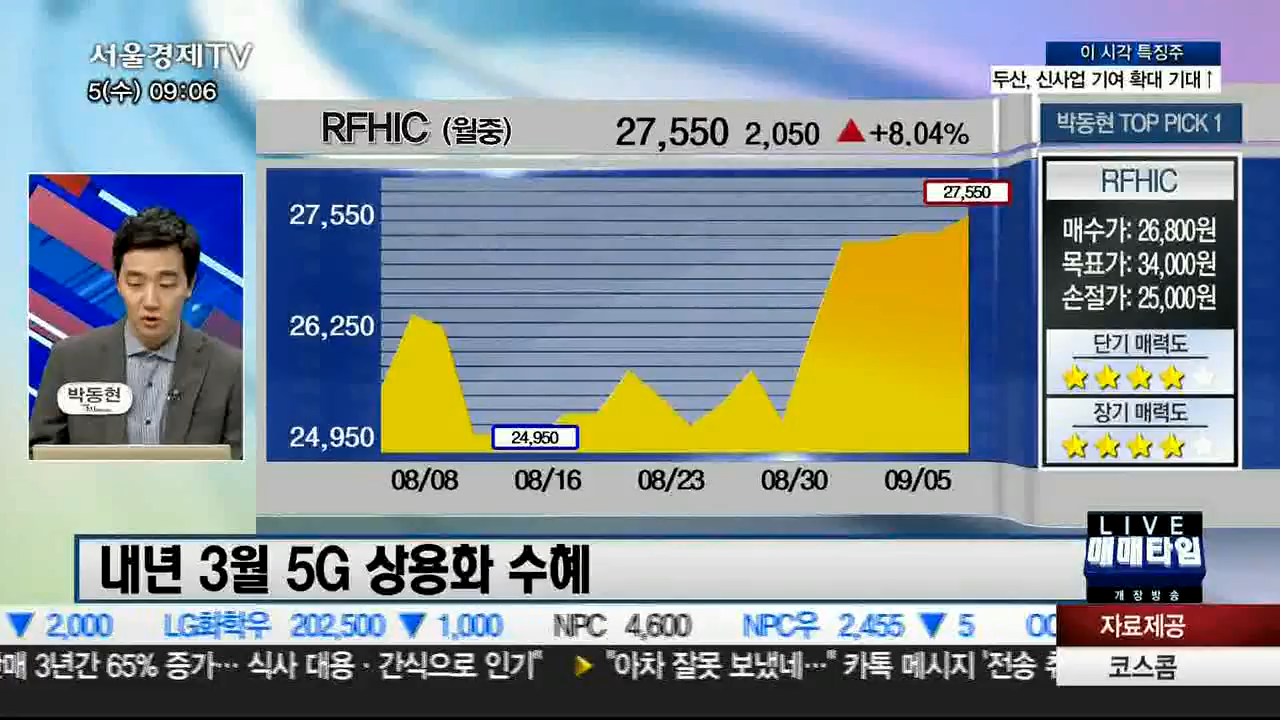 서울경제TV
5(수) 09:06
이 시각 특징주
두산, 신사업 기여 확대 기대↑
RFHIC (월중) 27,550 2,050 ▲+8.04%
박동현 TOP PICK 1
27,550
26,250
24,950
27,550
24,950
08/08 08/16 08/23 08/30 09/05
RFHIC
매수가: 26,800원
목표가: 34,000원
손절가: 25,000원
단기 매력도
장기 매력도
박동현
내년 3월 5G 상용화 수혜
LIVE
매매타임
개장방송
▼ 2,000 LG화학우 202,500 ▼ 1,000 NPC 4,600 NPC우 2,455 ▼ 5
자료제공
3년간 65% 증가… 식사 대용·간식으로 인기" ▶ "아차 잘못 보냈네…" 카톡 메시지 '전송
코스콤